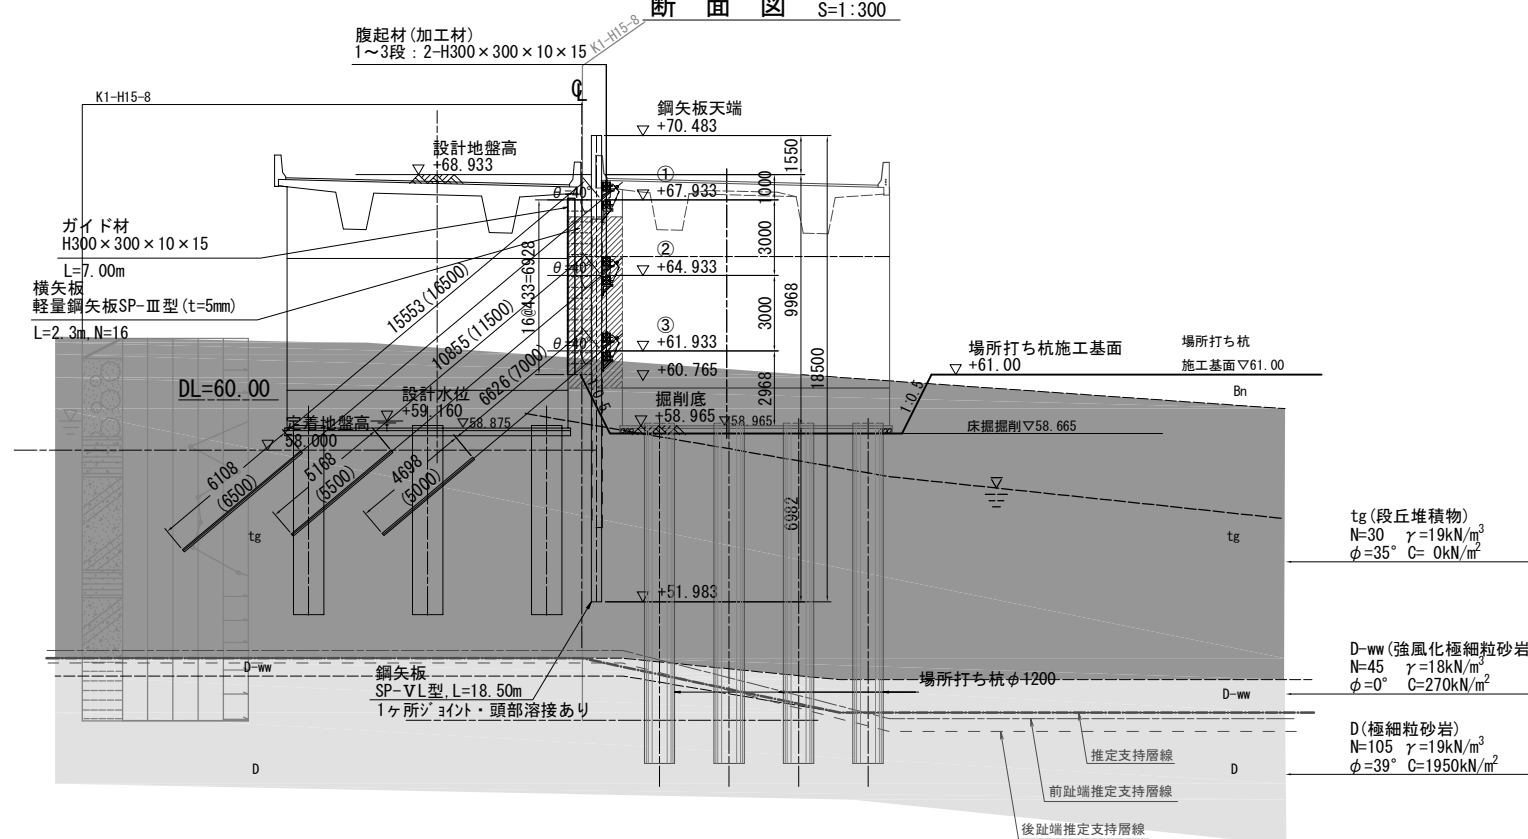 断 面 図 S=1:300
腹起材(加工材)
1～3段：2-H300×300×10×15
K1-H15-8
K1-H15-8
鋼矢板天端
+70.483
設計地盤高
+68.933
1550
①
θ=40°
+67.933
1000
ガイド材
H300×300×10×15
L=7.00m
横矢板
軽量鋼矢板SP-Ⅲ型(t=5mm)
L=2.3m,N=16
16@433=6928
3000
②
θ=40°
+64.933
9968
15553(16500)
10855(11500)
6626(7000)
3000
18500
③
θ=40°
+61.933
+60.765
2968
場所打ち杭施工基面
+61.00
場所打ち杭
施工基面▽61.00
Bn
DL=60.00
設計水位
+59.160
▽58.875
定着地盤高
58.000
1:0.5
掘削底
+58.965
▽58.965
1:0.5
床掘掘削▽58.665
6108
(6500)
5168
(5500)
4698
(5000)
6982
tg
tg
tg(段丘堆積物)
N=30 γ=19kN/m³
φ=35° C= 0kN/m²
+51.983
D-ww
鋼矢板
SP-ⅤL型,L=18.50m
1ヶ所ｼﾞｮｲﾝﾄ・頭部溶接あり
場所打ち杭φ1200
D-ww
D-ww(強風化極細粒砂岩
N=45 γ=18kN/m³
φ=0° C=270kN/m²
D
推定支持層線
D
D(極細粒砂岩)
N=105 γ=19kN/m³
φ=39° C=1950kN/m²
前趾端推定支持層線
後趾端推定支持層線